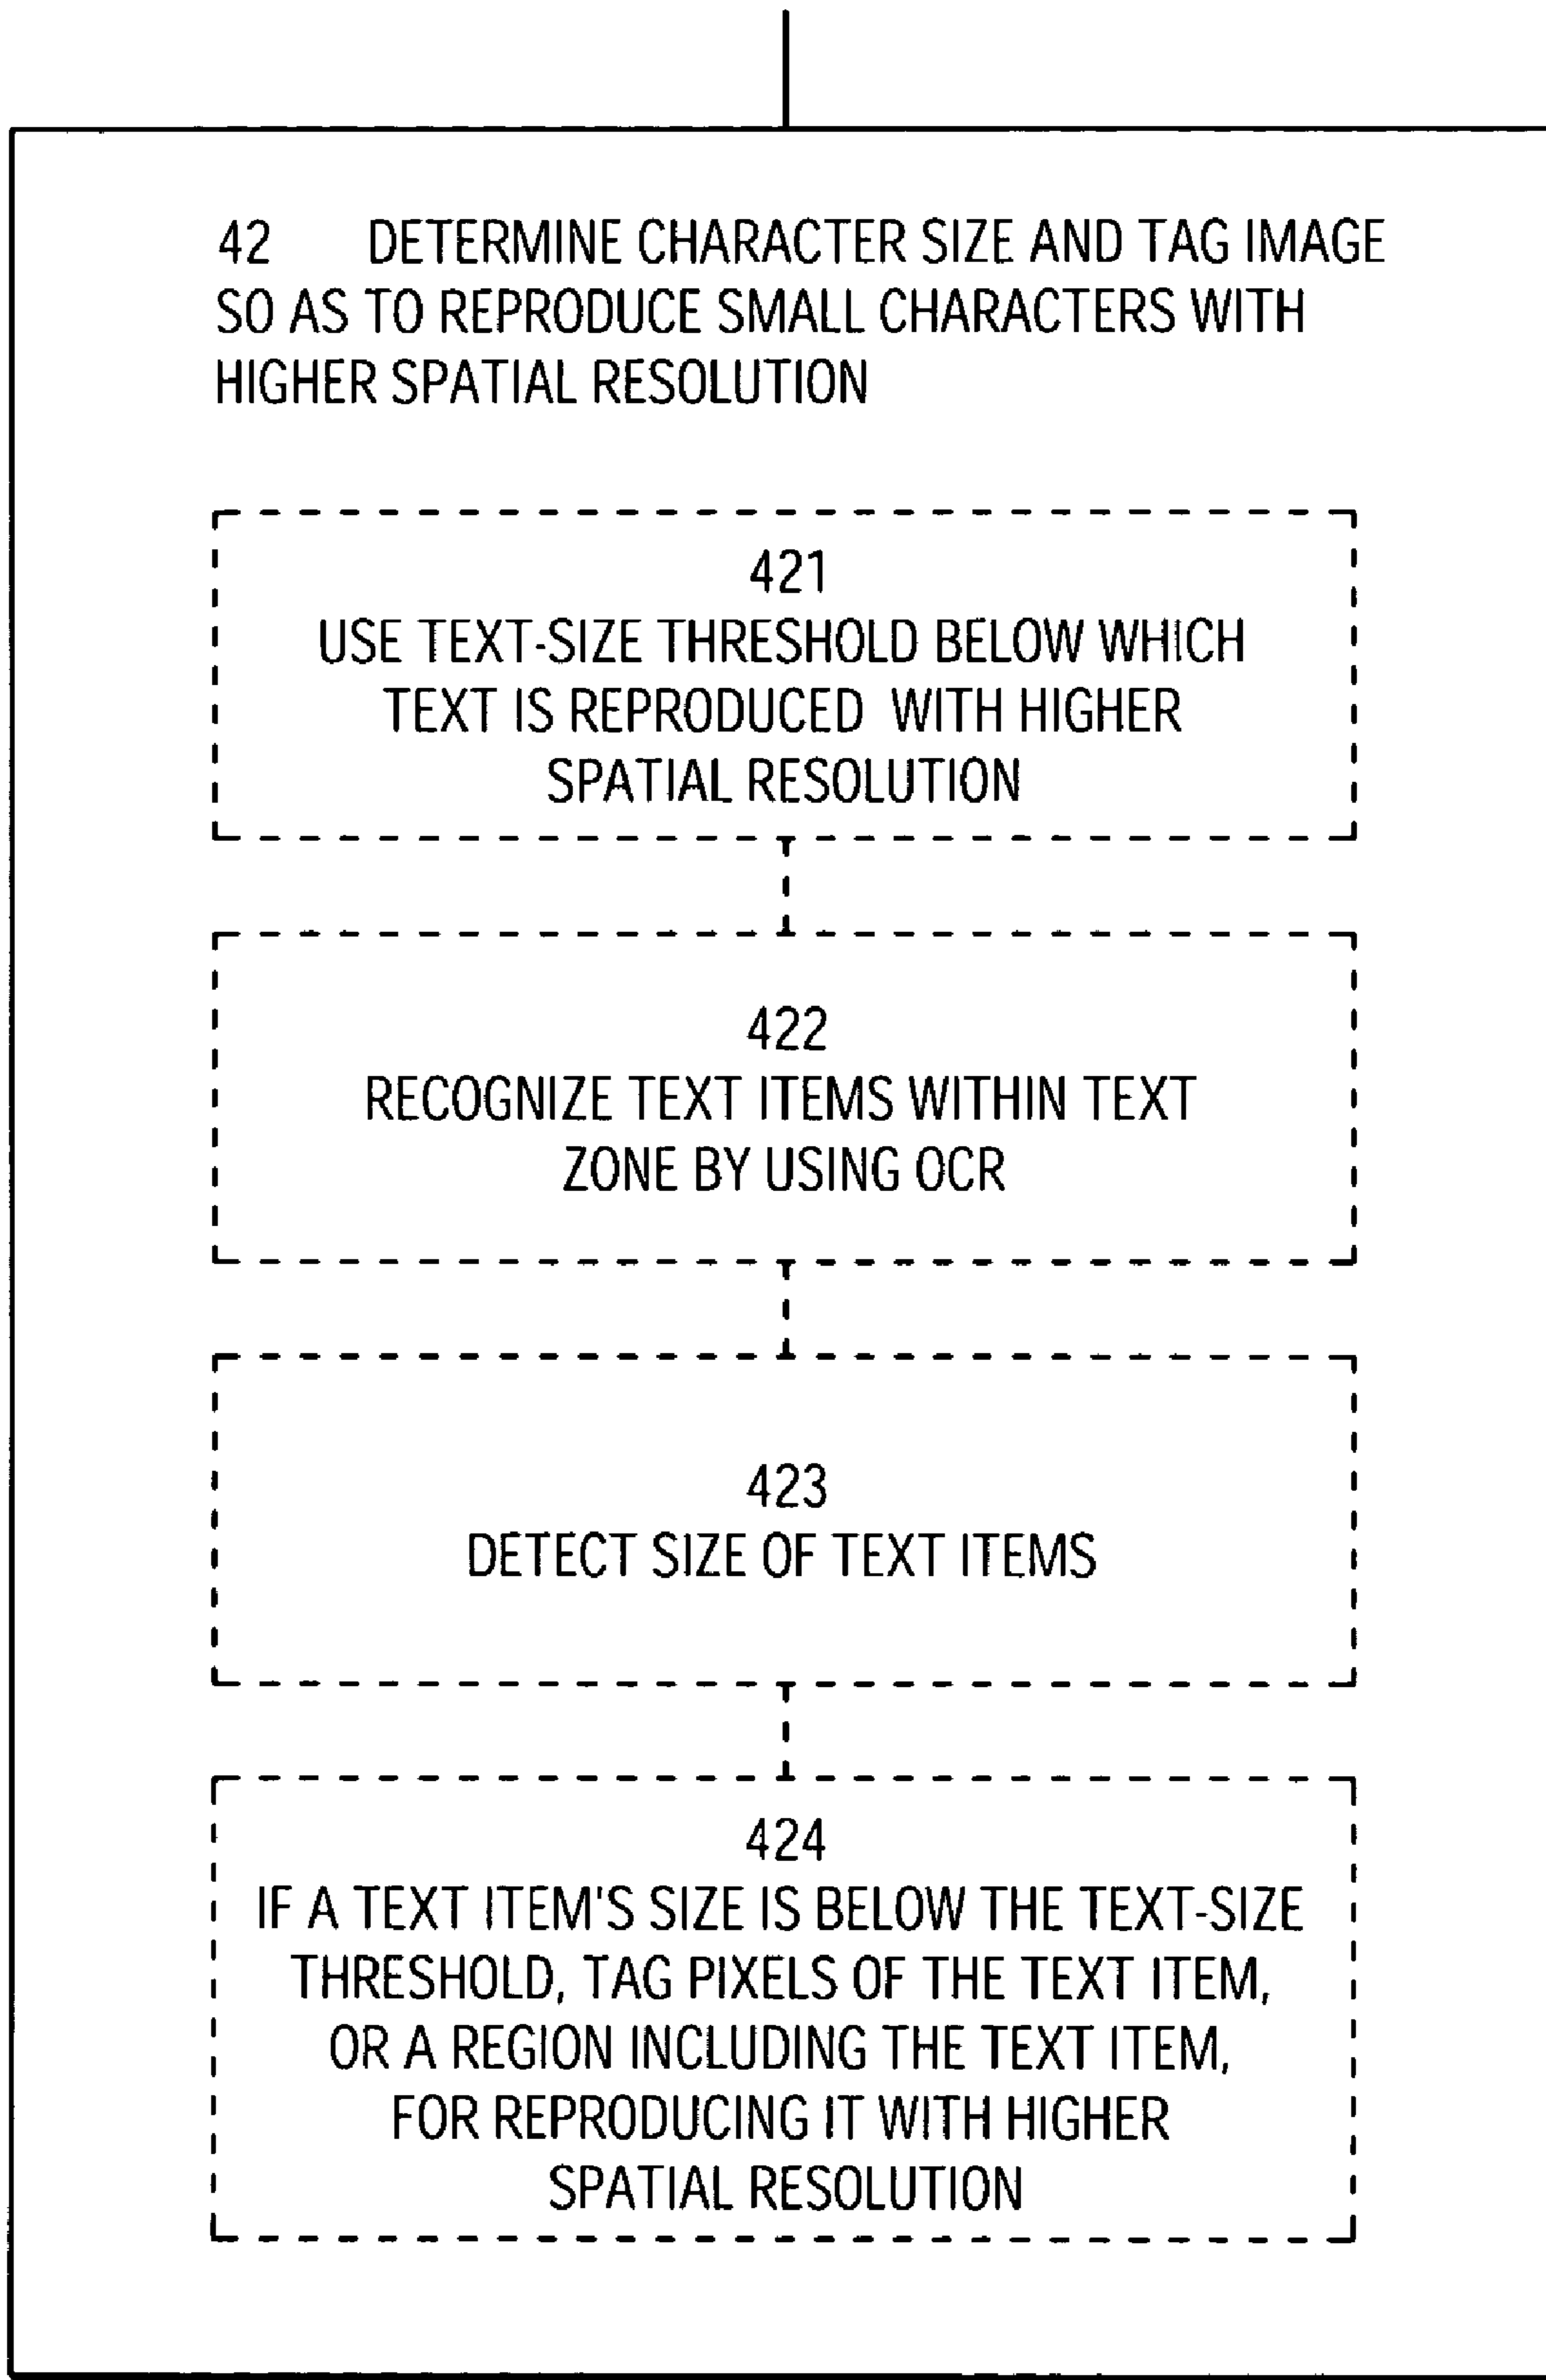 42 DETERMINE CHARACTER SIZE AND TAG IMAGE
SO AS TO REPRODUCE SMALL CHARACTERS WITH
HIGHER SPATIAL RESOLUTION
421
USE TEXT-SIZE THRESHOLD BELOW WHICH
TEXT IS REPRODUCED WITH HIGHER
SPATIAL RESOLUTION
422
RECOGNIZE TEXT ITEMS WITHIN TEXT
ZONE BY USING OCR
423
DETECT SIZE OF TEXT ITEMS
424
IF A TEXT ITEM'S SIZE IS BELOW THE TEXT-SIZE
THRESHOLD, TAG PIXELS OF THE TEXT ITEM,
OR A REGION INCLUDING THE TEXT ITEM,
FOR REPRODUCING IT WITH HIGHER
SPATIAL RESOLUTION